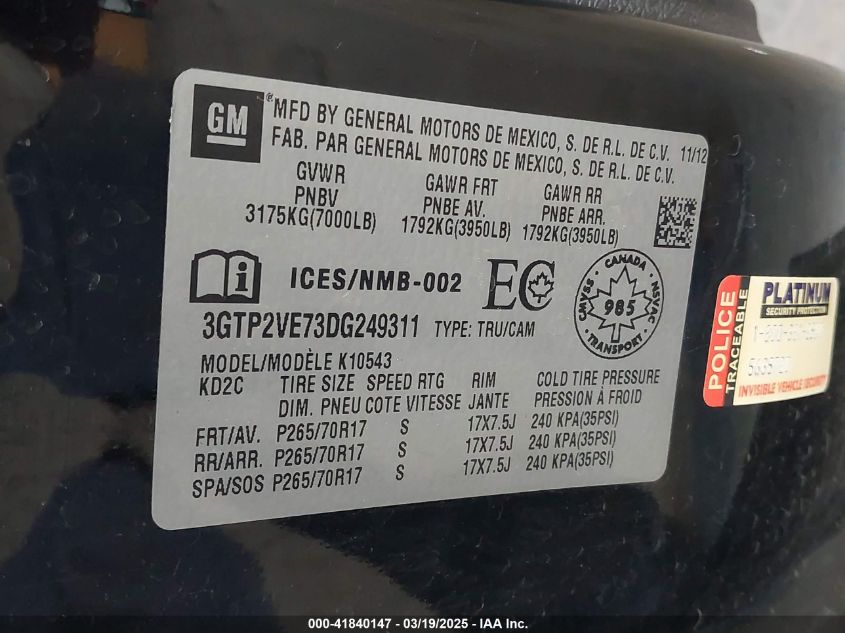 GM
® MFD BY GENERAL MOTORS DE MEXICO, S. DE R.L. DE C.V. 11/12
FAB. PAR GENERAL MOTORS DE MEXICO, S. DE R.L. DE C.V.
GVWR GAWR FRT GAWR RR
PNBV PNBE AV. PNBE ARR.
3175KG(7000LB) 1792KG(3950LB) 1792KG(3950LB)
ICES/NMB-002 EC
CANADA
CMVSS 985 NSVAC
TRANSPORT
3GTP2VE73DG249311 TYPE: TRU/CAM
MODEL/MODÈLE K10543
KD2C TIRE SIZE SPEED RTG RIM COLD TIRE PRESSURE
DIM. PNEU COTE VITESSE JANTE PRESSION À FROID
FRT/AV. P265/70R17 S 17X7.5J 240 KPA(35PSI)
RR/ARR. P265/70R17 S 17X7.5J 240 KPA(35PSI)
SPA/SOS P265/70R17 S 17X7.5J 240 KPA(35PSI)
POLICE
TRACEABLE
PLATINUM
SECURITY PROTECTION
INVISIBLE VEHICLE SECURITY
000-41840147 — 03/19/2025 — IAA Inc.